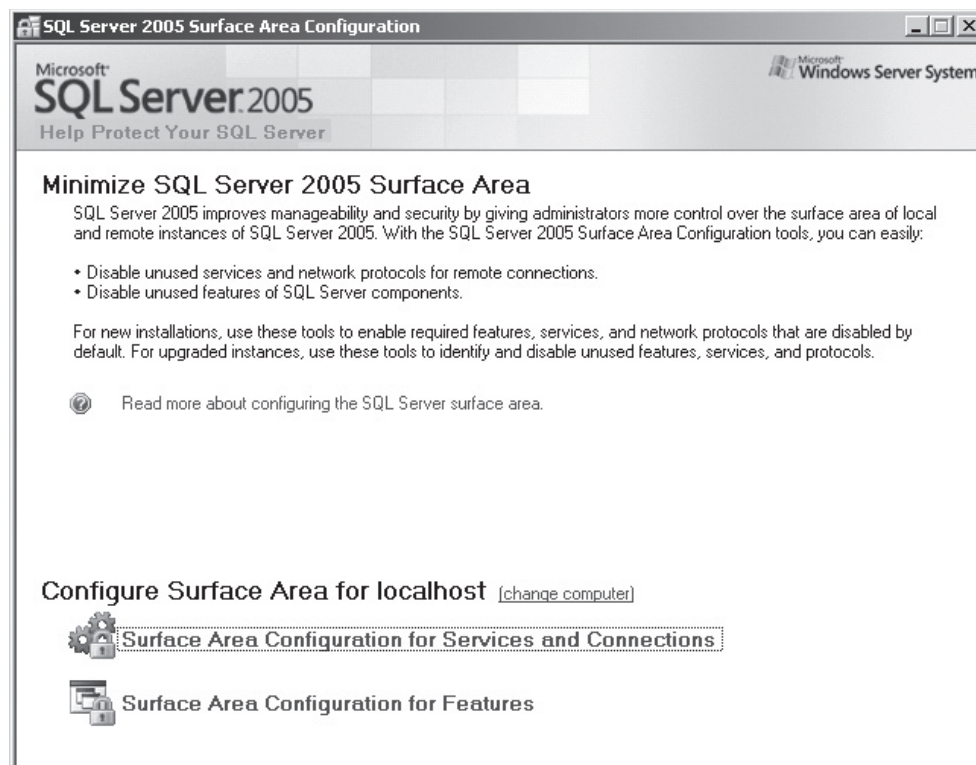 SQL Server 2005 Surface Area Configuration
Microsoft
SQL Server 2005
Help Protect Your SQL Server
Microsoft
Windows Server System
Minimize SQL Server 2005 Surface Area
SQL Server 2005 improves manageability and security by giving administrators more control over the surface area of local
and remote instances of SQL Server 2005. With the SQL Server 2005 Surface Area Configuration tools, you can easily:
• Disable unused services and network protocols for remote connections.
• Disable unused features of SQL Server components.
For new installations, use these tools to enable required features, services, and network protocols that are disabled by
default. For upgraded instances, use these tools to identify and disable unused features, services, and protocols.
Read more about configuring the SQL Server surface area.
Configure Surface Area for localhost (change computer)
Surface Area Configuration for Services and Connections
Surface Area Configuration for Features